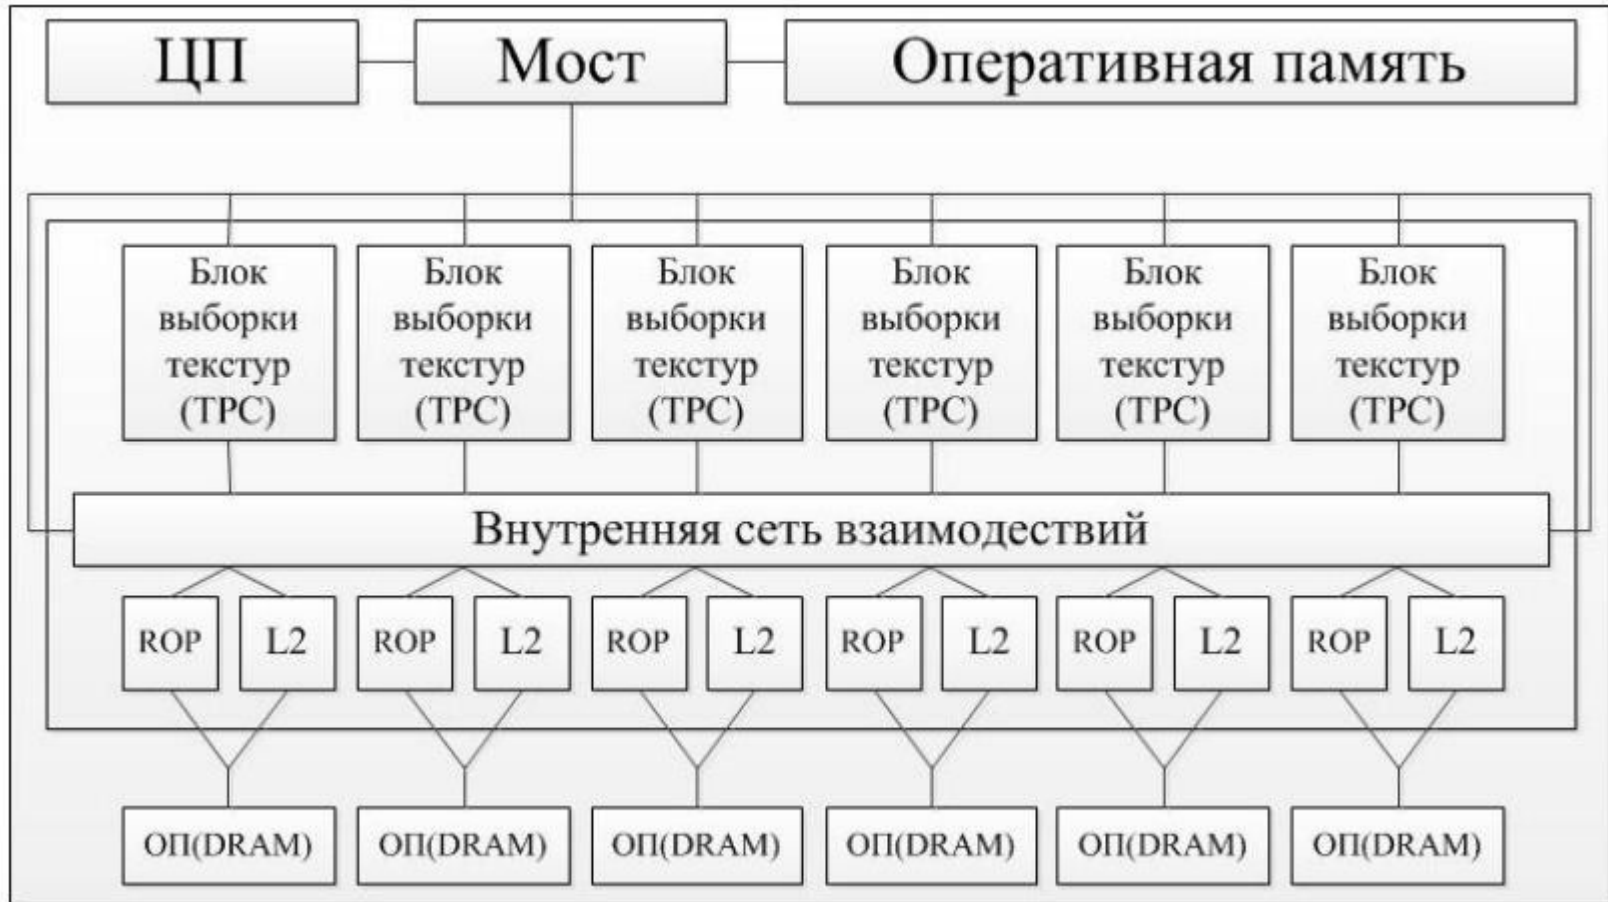 ЦП
Мост
Оперативная память
Блок
выборки
текстур
(TPC)
Блок
выборки
текстур
(TPC)
Блок
выборки
текстур
(TPC)
Блок
выборки
текстур
(TPC)
Блок
выборки
текстур
(TPC)
Блок
выборки
текстур
(TPC)
Внутренняя сеть взаимодествий
ROP
L2
ROP
L2
ROP
L2
ROP
L2
ROP
L2
ROP
L2
ОП(DRAM)
ОП(DRAM)
ОП(DRAM)
ОП(DRAM)
ОП(DRAM)
ОП(DRAM)